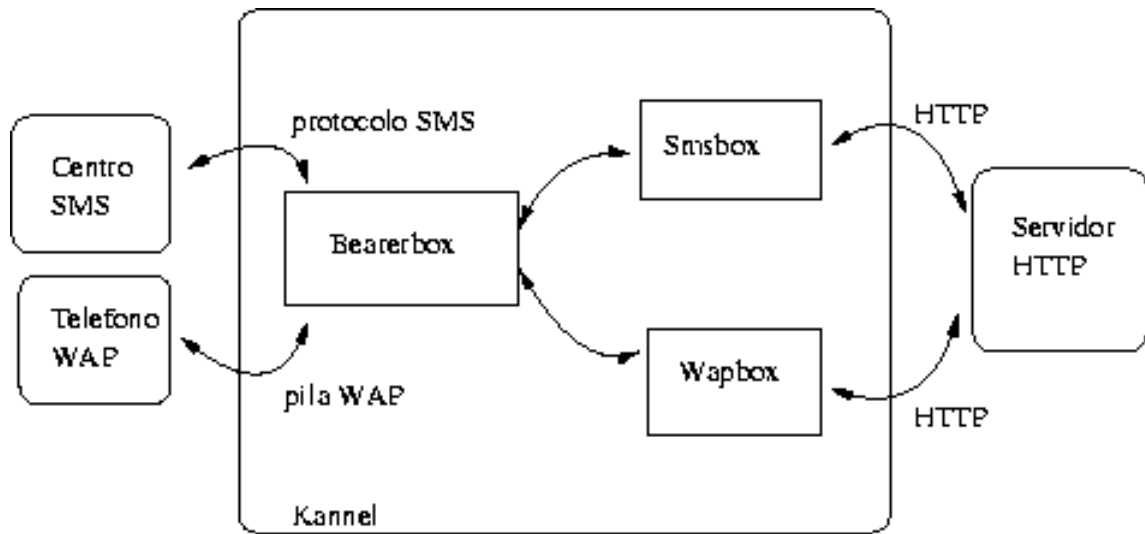 protocolo SMS
HTTP
Centro
SMS
Smsbox
Bearerbox
Servidor
HTTP
Telefono
WAP
Wapbox
pila WAP
HTTP
Kannel